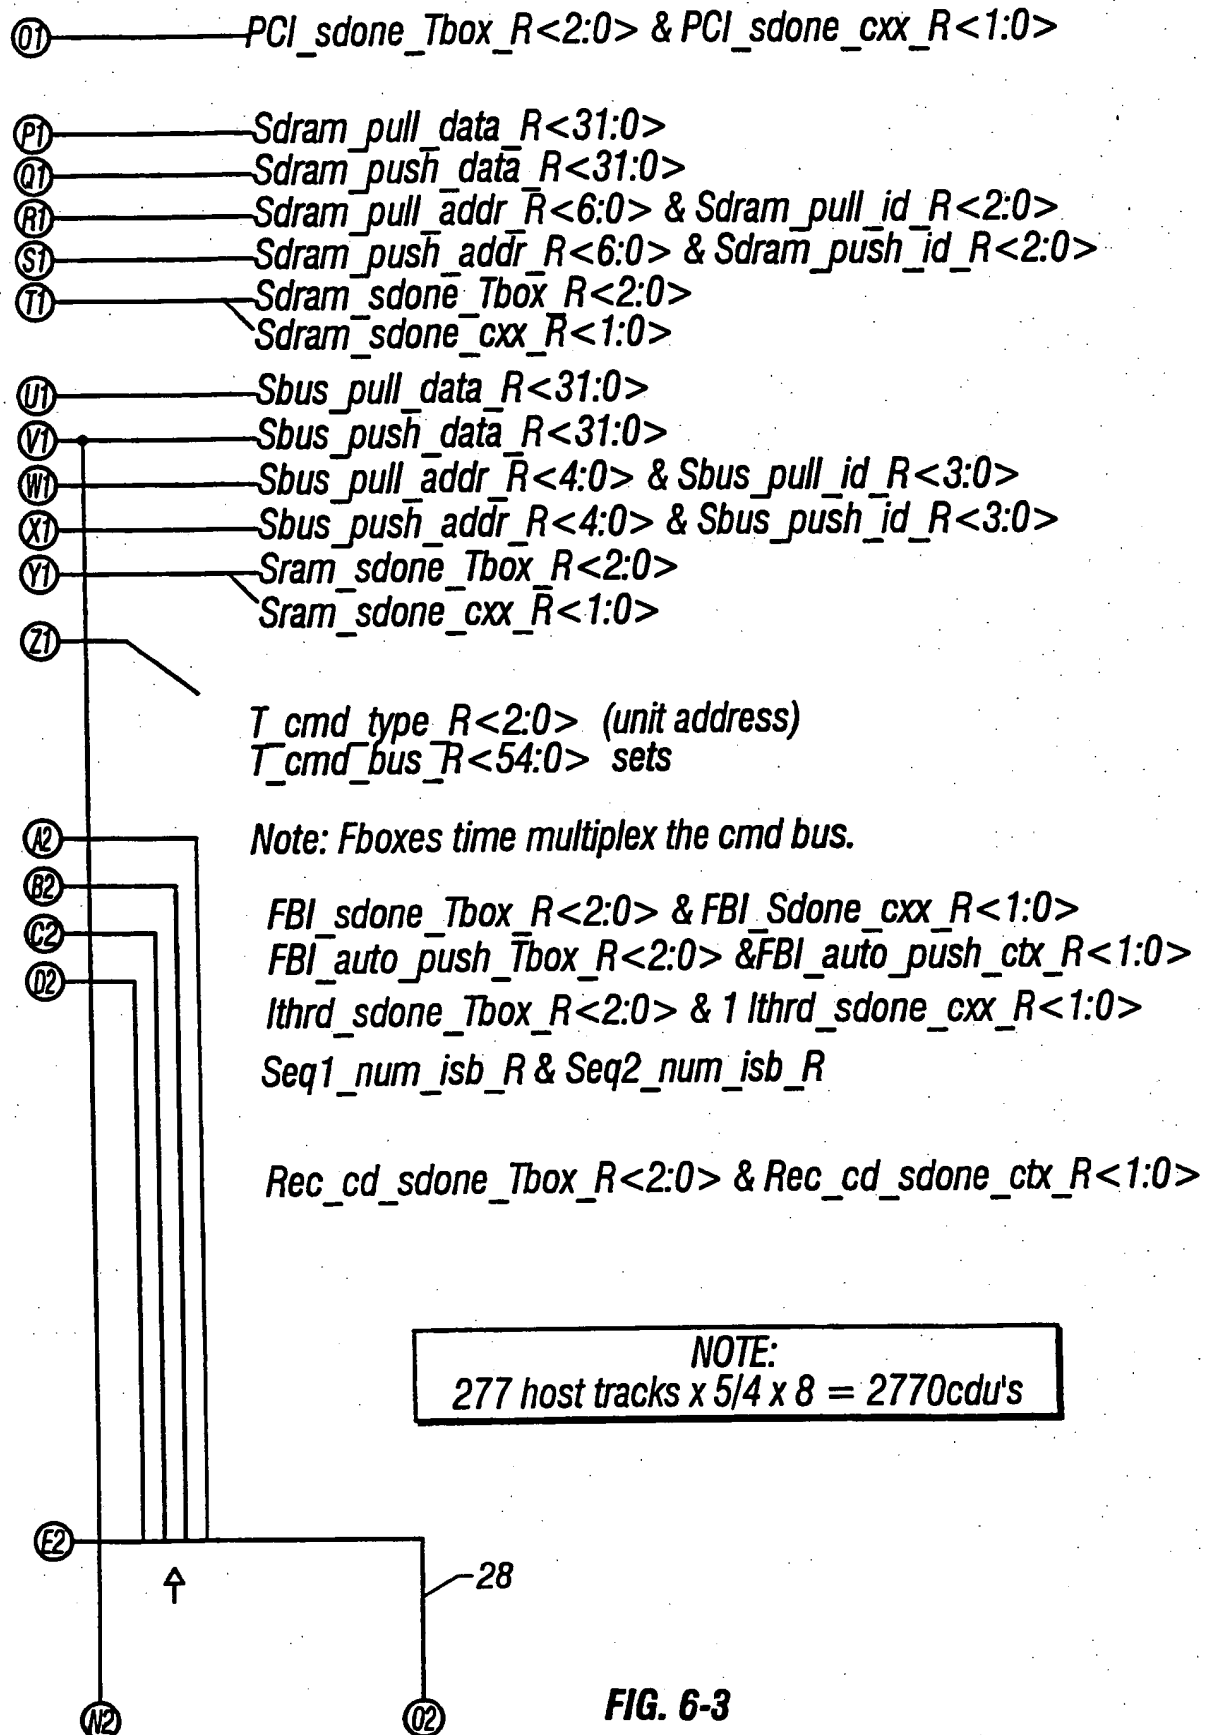 O1 PCI_sdone_Tbox_R<2:0> & PCI_sdone_cxx_R<1:0>
P1 Sdram_pull_data_R<31:0>
Q1 Sdram_push_data_R<31:0>
R1 Sdram_pull_addr_R<6:0> & Sdram_pull_id_R<2:0>
S1 Sdram_push_addr_R<6:0> & Sdram_push_id_R<2:0>
T1 Sdram_sdone_Tbox_R<2:0>
Sdram_sdone_cxx_R<1:0>
U1 Sbus_pull_data_R<31:0>
V1 Sbus_push_data_R<31:0>
W1 Sbus_pull_addr_R<4:0> & Sbus_pull_id_R<3:0>
X1 Sbus_push_addr_R<4:0> & Sbus_push_id_R<3:0>
Y1 Sram_sdone_Tbox_R<2:0>
Sram_sdone_cxx_R<1:0>
Z1
T_cmd_type_R<2:0> (unit address)
T_cmd_bus_R<54:0> sets
A2 Note: Fboxes time multiplex the cmd bus.
B2
FBI_sdone_Tbox_R<2:0> & FBI_Sdone_cxx_R<1:0>
C2
FBI_auto_push_Tbox_R<2:0> &FBI_auto_push_ctx_R<1:0>
D2
Ithrd_sdone_Tbox_R<2:0> & 1 Ithrd_sdone_cxx_R<1:0>
Seq1_num_isb_R & Seq2_num_isb_R
Rec_cd_sdone_Tbox_R<2:0> & Rec_cd_sdone_ctx_R<1:0>
NOTE:
277 host tracks x 5/4 x 8 = 2770cdu's
E2
28
N2 O2
FIG. 6-3